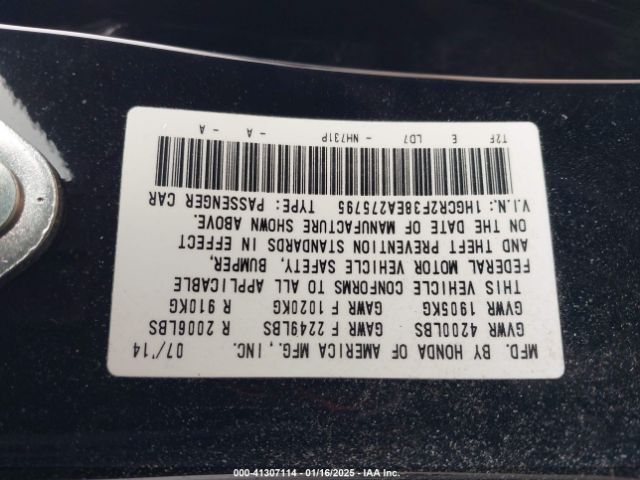 MFD. BY HONDA OF AMERICA MFG., INC. 07/'14
GVWR 4200LBS GAWR F 2249LBS R 2006LBS
GVWR 1905KG GAWR F 1020KG R 910KG
THIS VEHICLE CONFORMS TO ALL APPLICABLE
FEDERAL MOTOR VEHICLE SAFETY, BUMPER,
AND THEFT PREVENTION STANDARDS IN EFFECT
ON THE DATE OF MANUFACTURE SHOWN ABOVE.
V.I.N.: 1HGCR2F38EA275795 TYPE: PASSENGER CAR
T2F E LD7 - NH731P - A - A
000-41307114 - 01/16/2025 - IAA Inc.